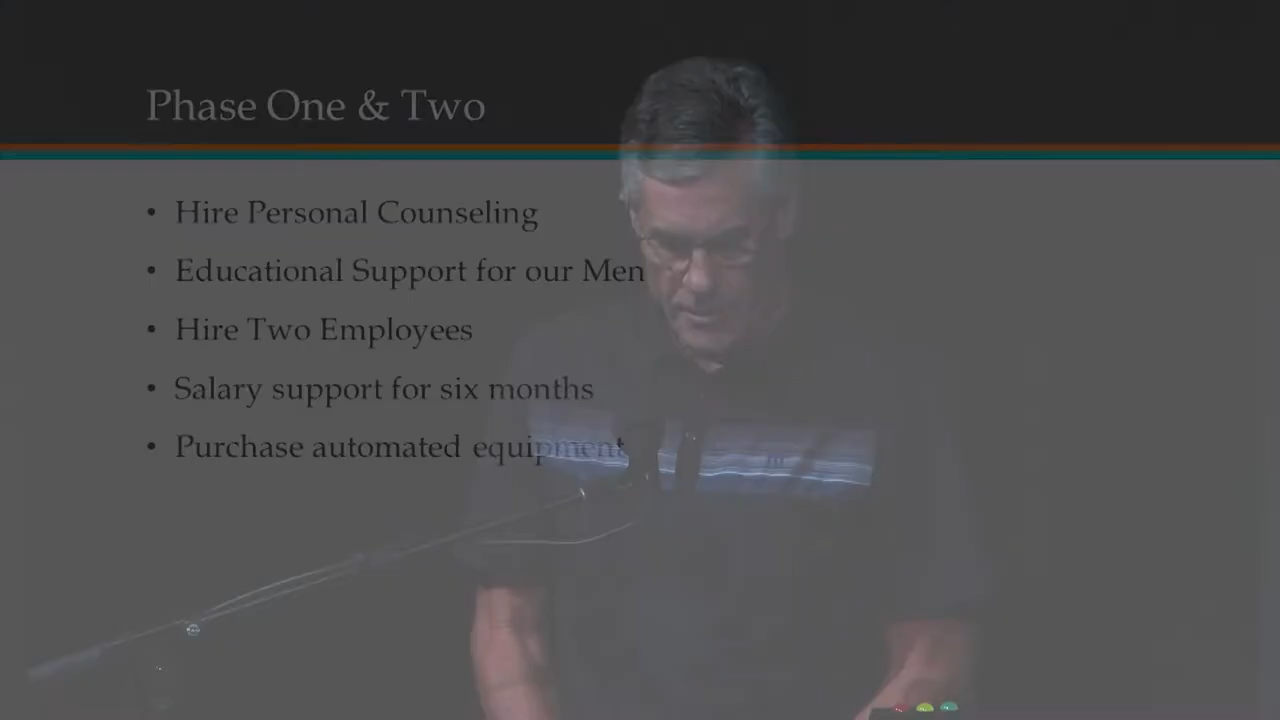 Phase One & Two
• Hire Personal Counseling
• Educational Support for our Men
• Hire Two Employees
• Salary support for six months
• Purchase automated equipment